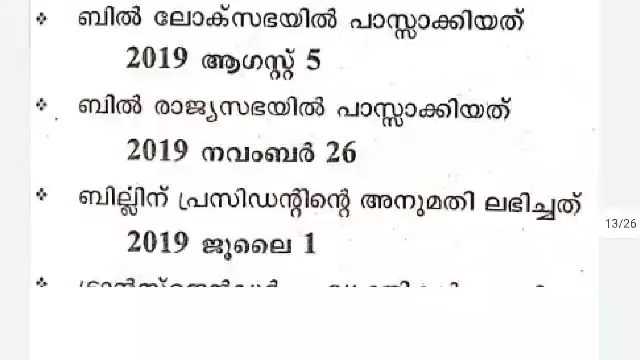 ❖ ബിൽ ലോക്സഭയിൽ പാസ്സാക്കിയത്
2019 ആഗസ്റ്റ് 5
❖ ബിൽ രാജ്യസഭയിൽ പാസ്സാക്കിയത്
2019 നവംബർ 26
❖ ബില്ലിന് പ്രസിഡന്റിന്റെ അനുമതി ലഭിച്ചത്
13/26
2019 ജൂലൈ 1